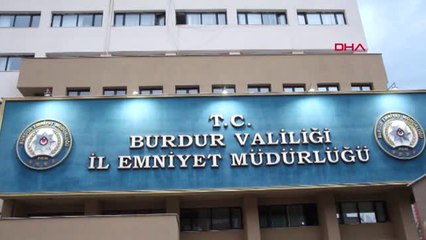 DHA
T.C.
BURDUR VALİLİĞİ
İL EMNİYET MÜDÜRLÜĞÜ